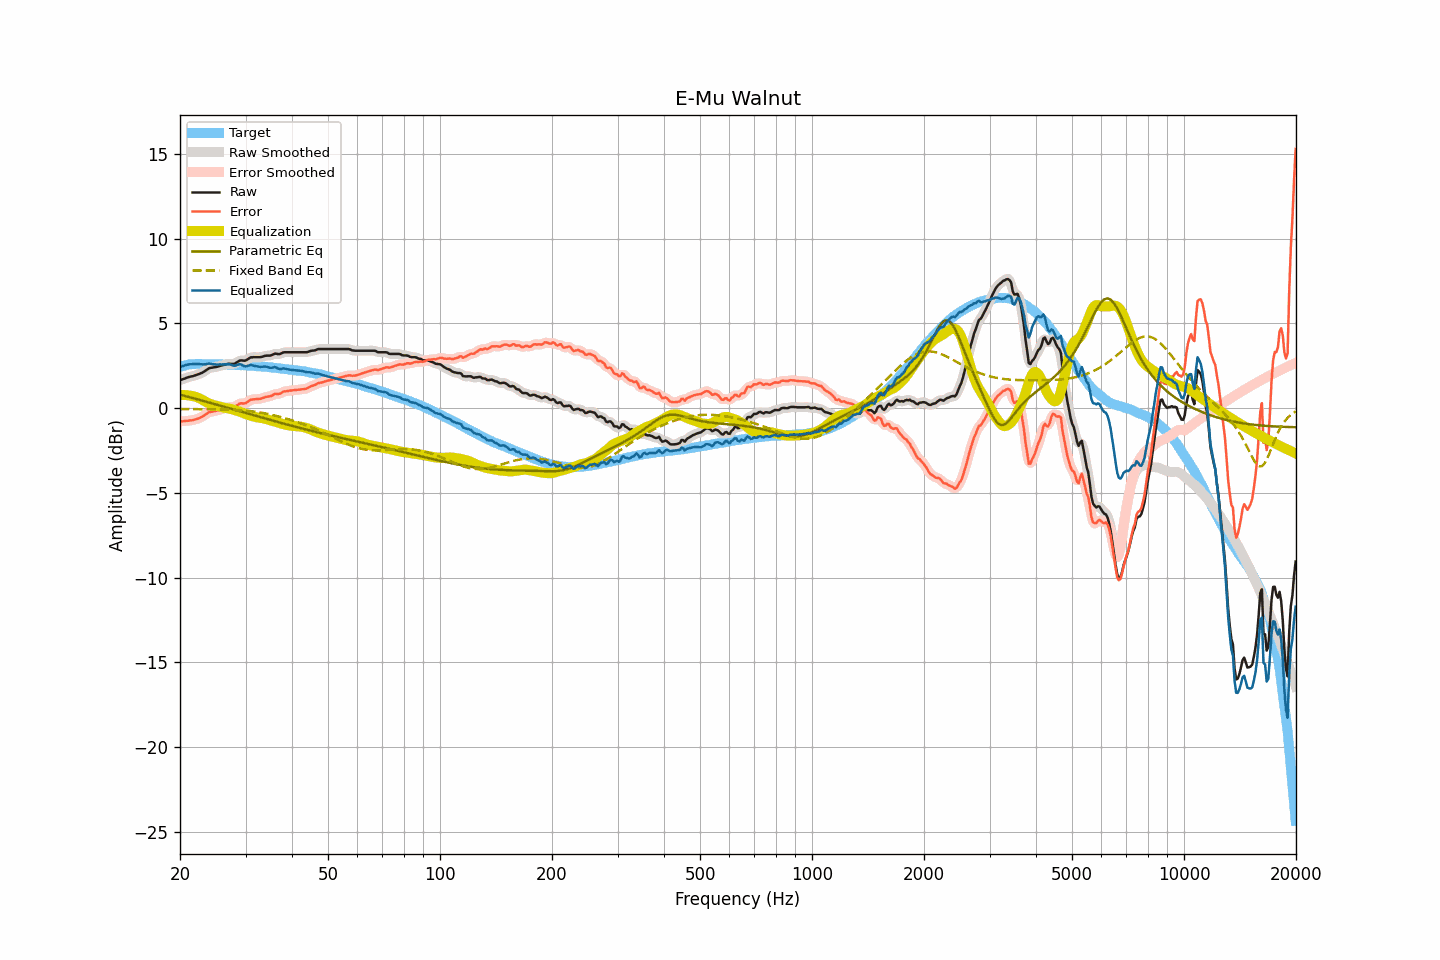 E-Mu Walnut
Target
Raw Smoothed
Error Smoothed
Raw
Error
Equalization
Parametric Eq
Fixed Band Eq
Equalized
15
10
5
0
−5
−10
−15
−20
−25
Amplitude (dBr)
20 50 100 200 500 1000 2000 5000 10000 20000
Frequency (Hz)